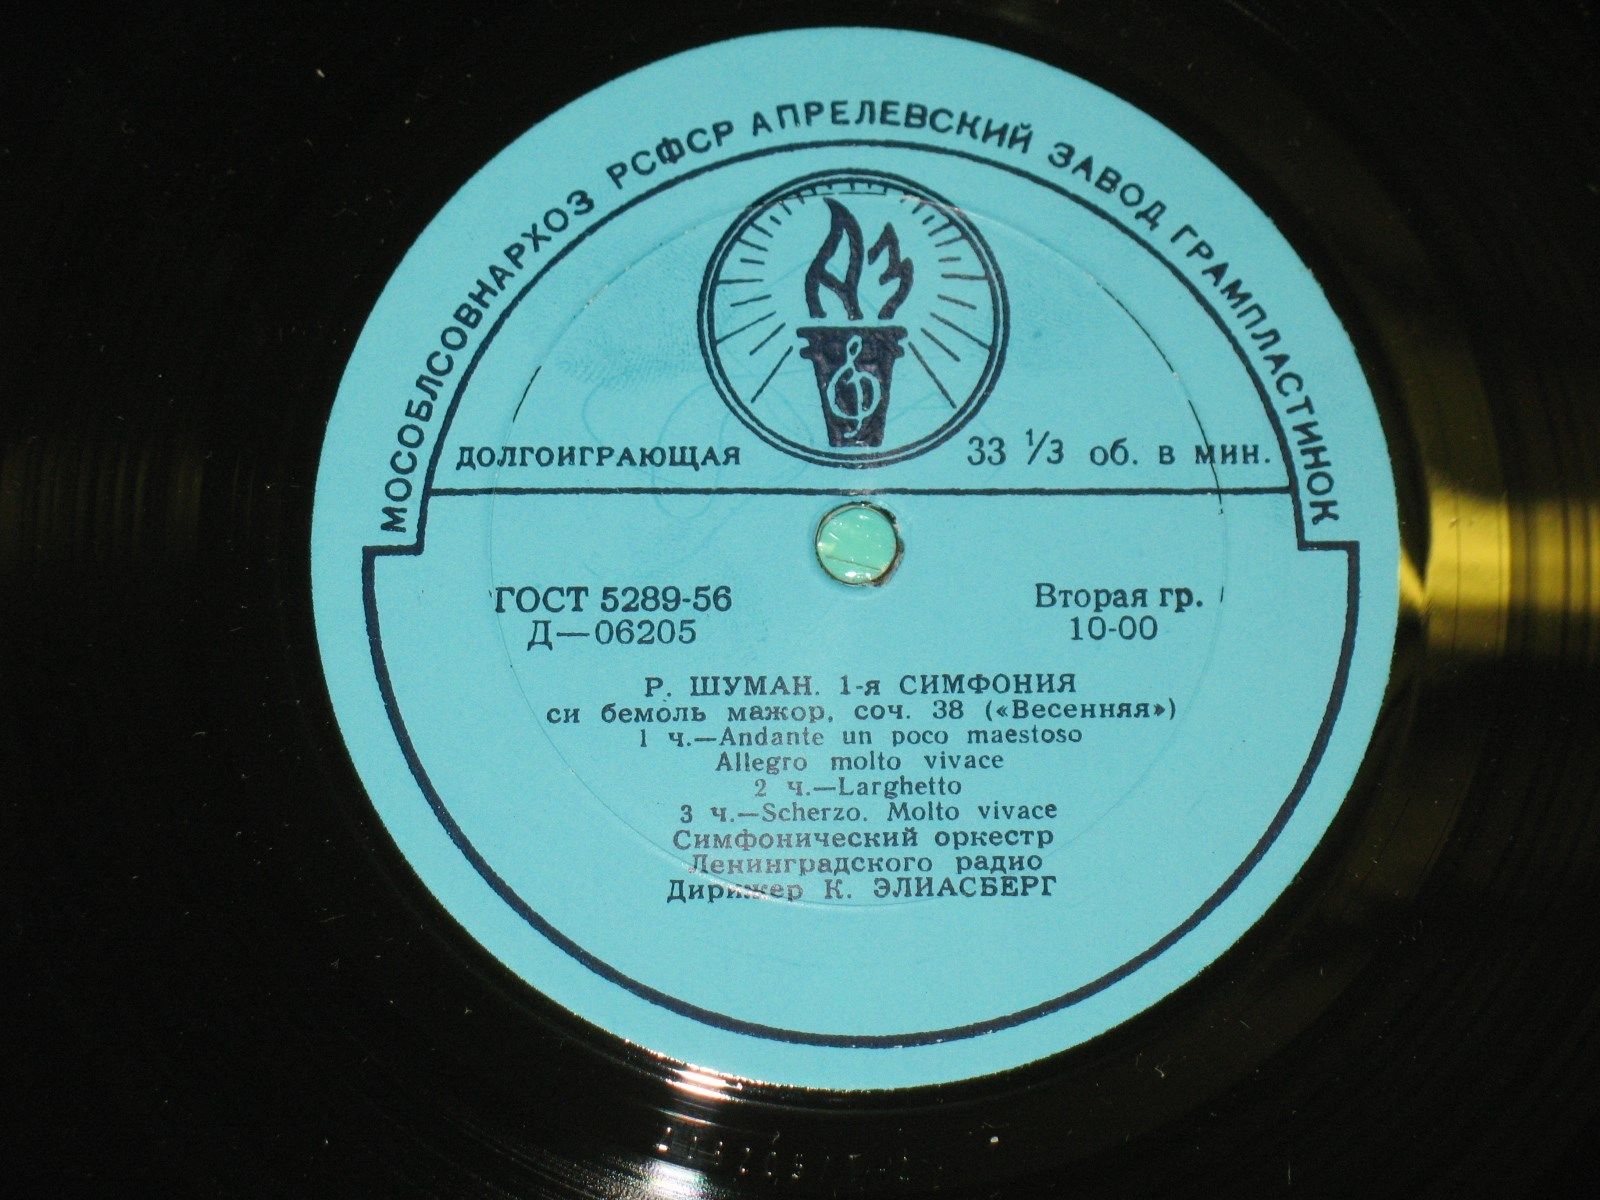 МОСОБЛСОВНАРХОЗ РСФСР АПРЕЛЕВСКИЙ ЗАВОД ГРАМПЛАСТИНОК
АЗ
ДОЛГОИГРАЮЩАЯ 33 1/3 об. в мин.
ГОСТ 5289-56 Вторая гр.
Д—06205 10-00
Р. ШУМАН. 1-я СИМФОНИЯ
си бемоль мажор, соч. 38 («Весенняя»)
1 ч.—Andante un poco maestoso
Allegro molto vivace
2 ч.—Larghetto
3 ч.—Scherzo. Molto vivace
Симфонический оркестр
Ленинградского радио
Дирижер К. ЭЛИАСБЕРГ